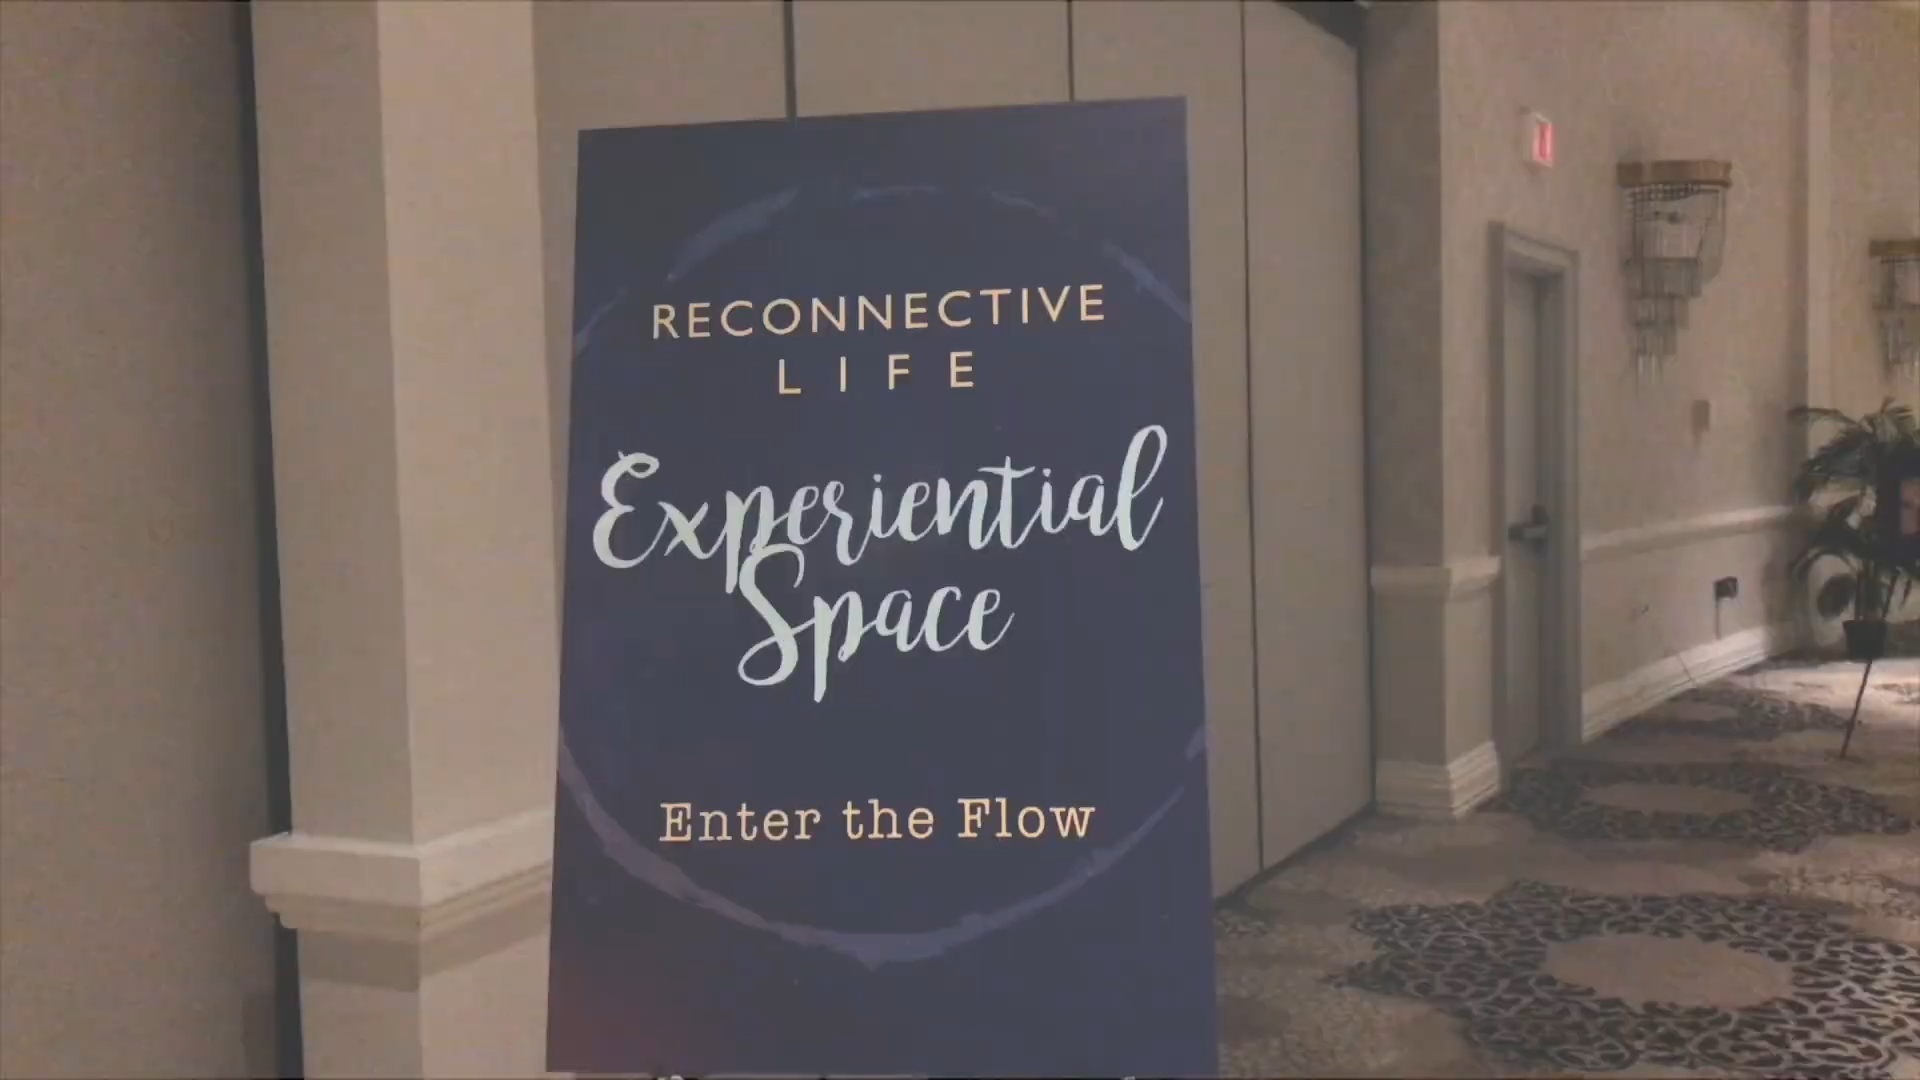 RECONNECTIVE
LIFE
Experiential
Space
Enter the Flow